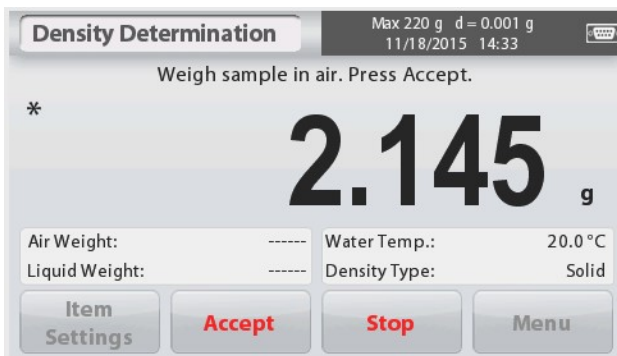 Density Determination
Max 220 g d = 0.001 g
11/18/2015 14:33
Weigh sample in air. Press Accept.
*
2.145 g
Air Weight: ------
Water Temp.: 20.0 °C
Liquid Weight: ------
Density Type: Solid
Item Settings
Accept
Stop
Menu